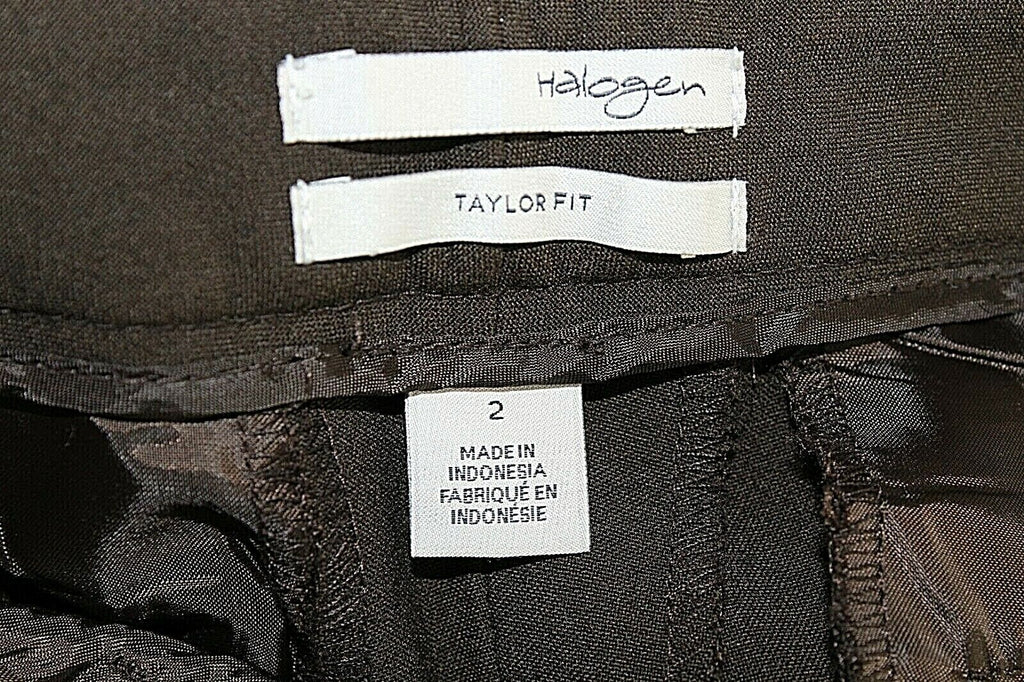 Halogen
TAYLOR FIT
2
MADE IN
INDONESIA
FABRIQUÉ EN
INDONÉSIE